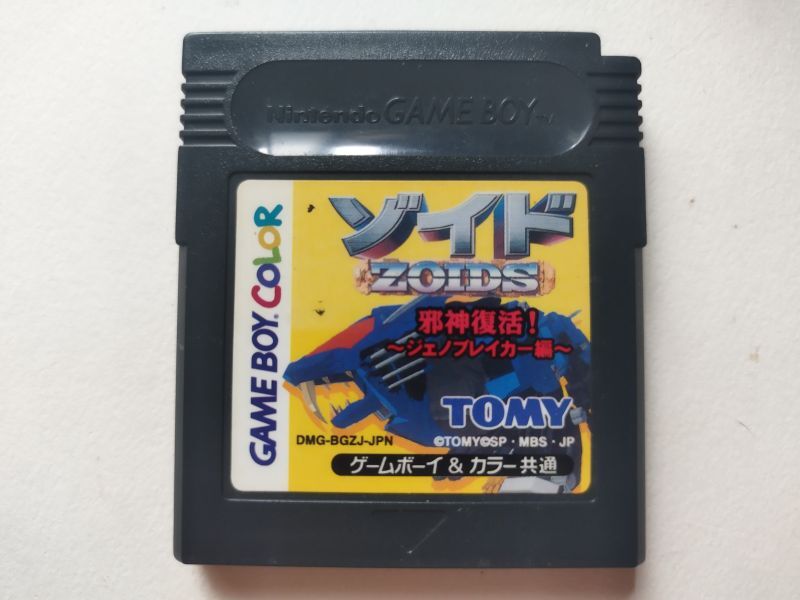 Nintendo GAME BOY TM
GAME BOY COLOR
ゾイド
ZOIDS
邪神復活!
~ジェノブレイカー編~
TOMY
DMG-BGZJ-JPN
©TOMY©SP・MBS・JP
ゲームボーイ&カラー共通